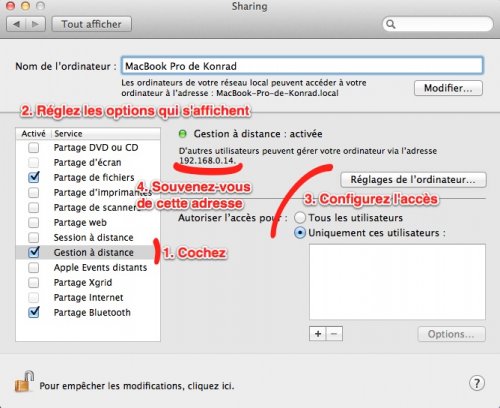 Sharing
Tout afficher
Nom de l'ordinateur : MacBook Pro de Konrad
Les ordinateurs de votre réseau local peuvent accéder à votre
ordinateur à l'adresse : MacBook-Pro-de-Konrad.local
Modifier...
2. Réglez les options qui s'affichent
Activé Service
Partage DVD ou CD
Partage d'écran
Partage de fichiers
Partage d'imprimantes
Partage de scanners
Partage web
Session à distance
Gestion à distance
Apple Events distants
Partage Xgrid
Partage Internet
Partage Bluetooth
1. Cochez
Gestion à distance : activée
D'autres utilisateurs peuvent gérer votre ordinateur via l'adresse
192.168.0.14.
Réglages de l'ordinateur...
4. Souvenez-vous
de cette adresse
3. Configurez l'accès
Autoriser l'accès pour :
Tous les utilisateurs
Uniquement ces utilisateurs :
+ −
Options...
Pour empêcher les modifications, cliquez ici.
?